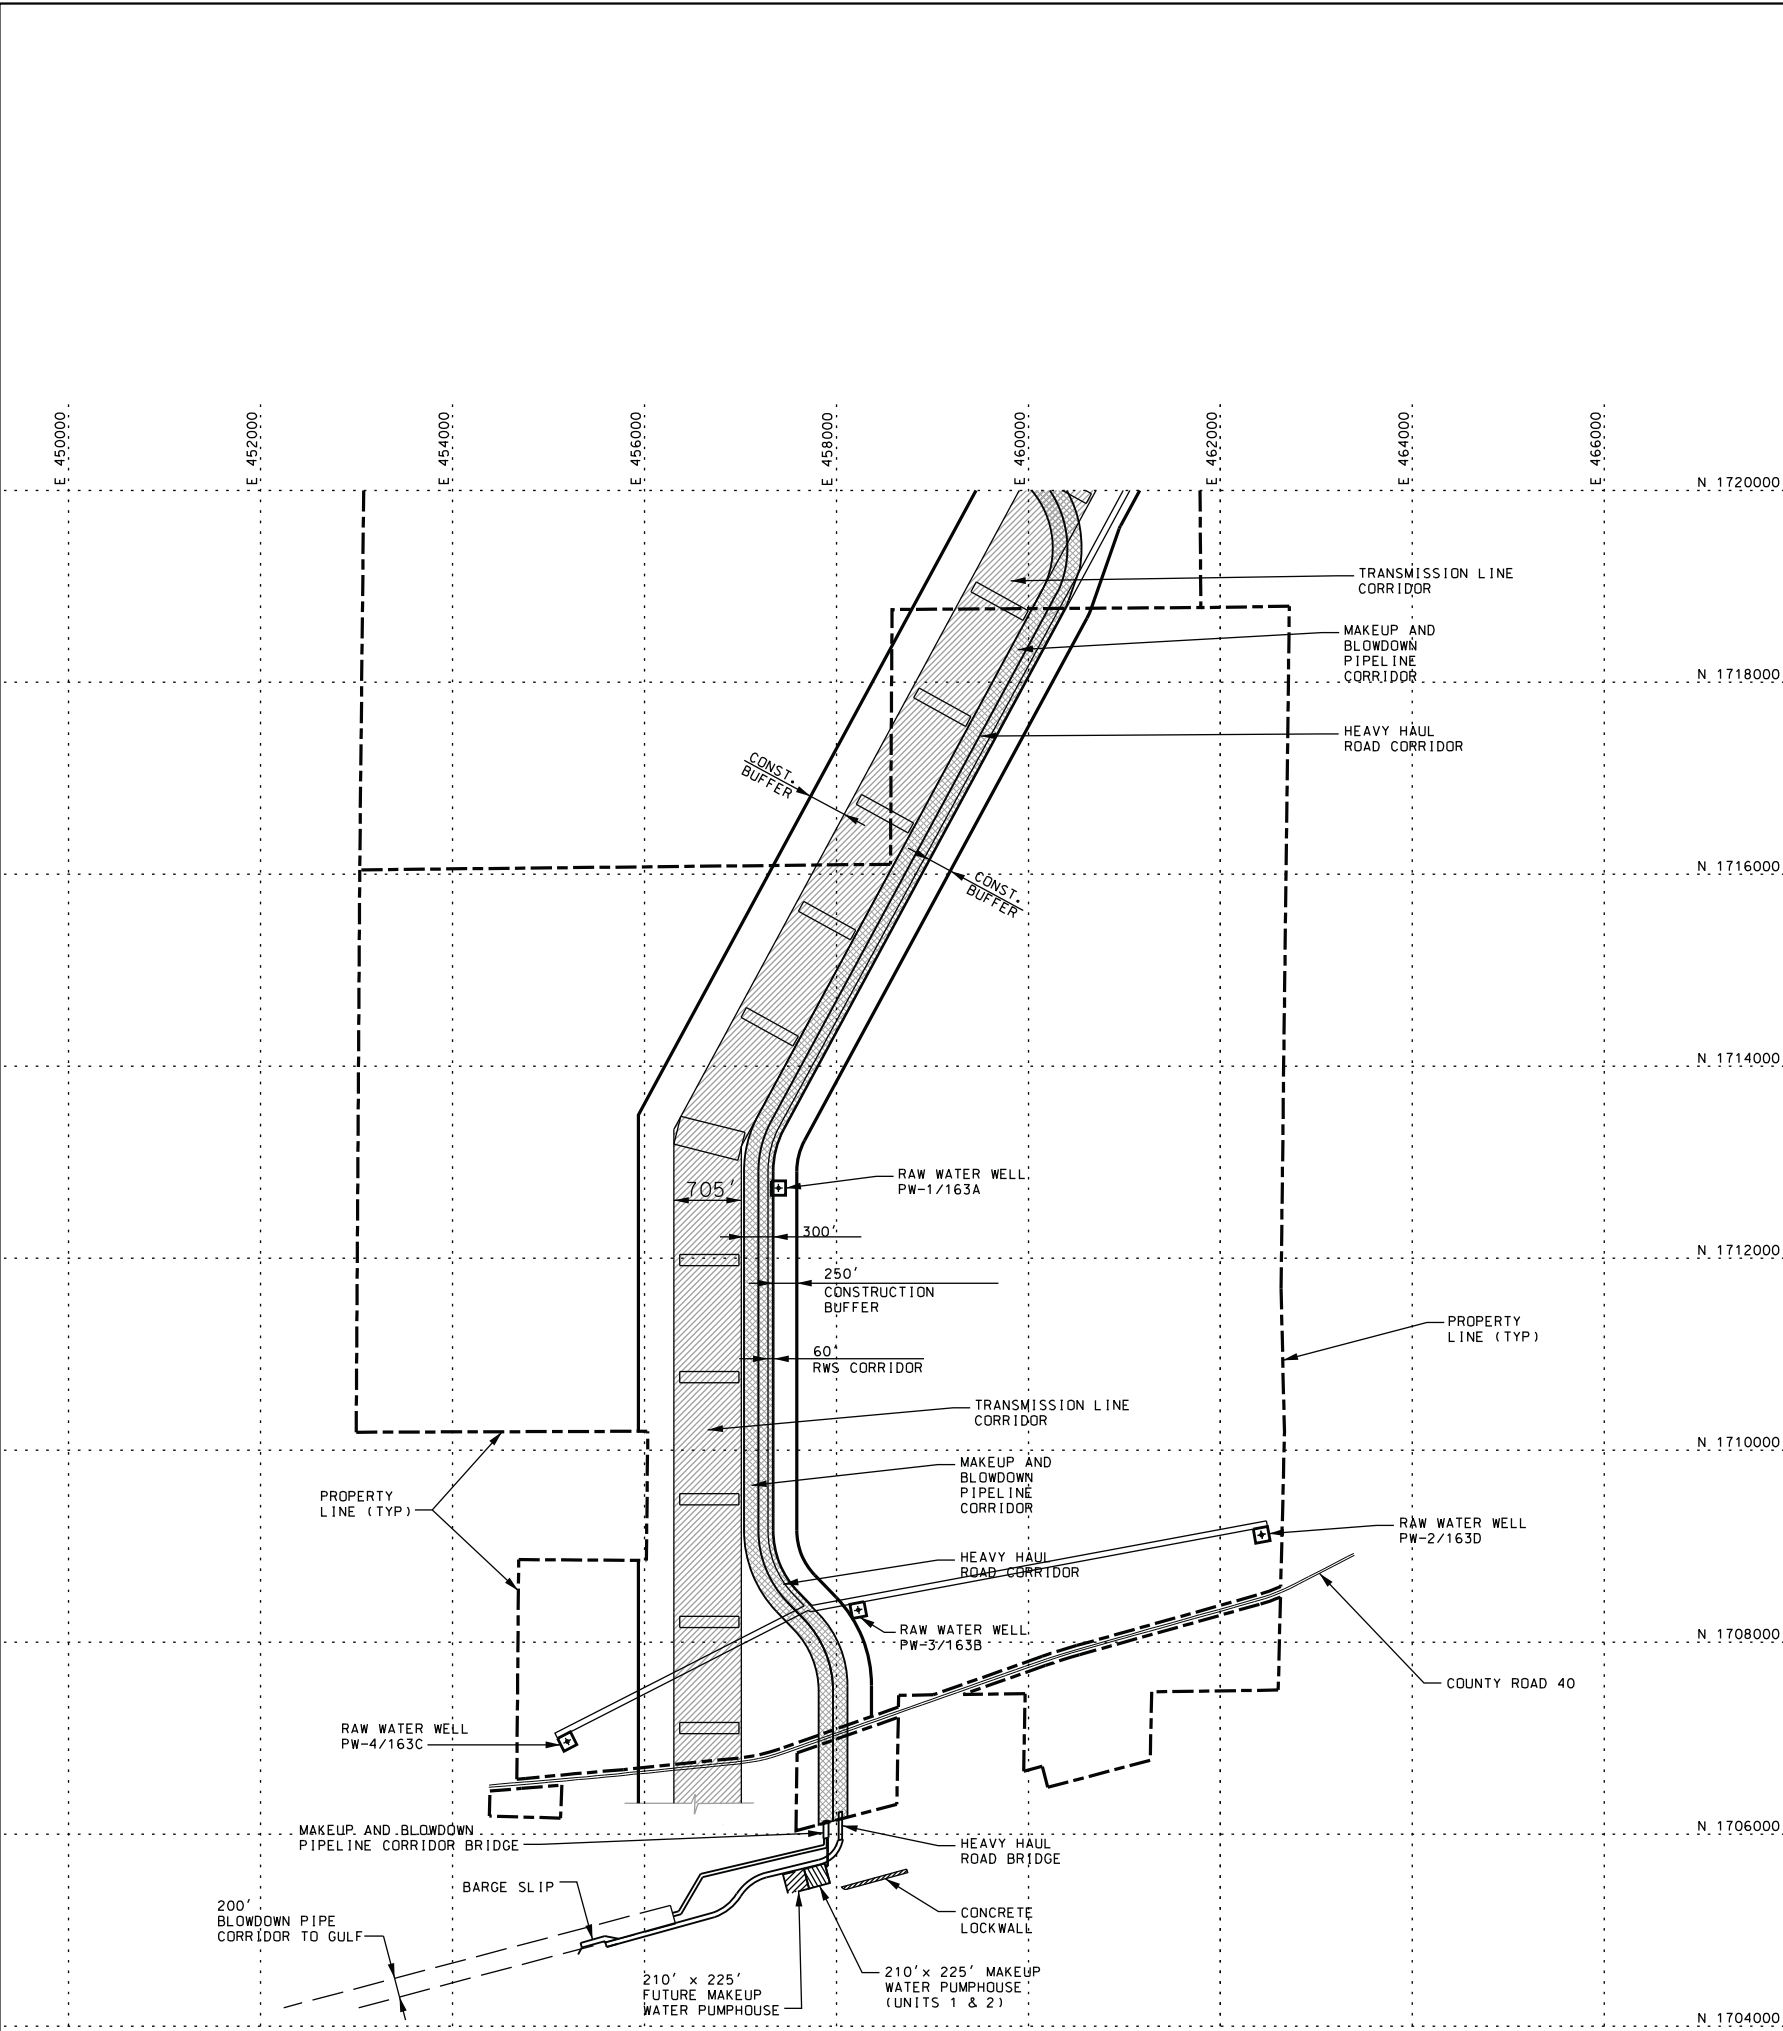 E 450000
E 452000
E 454000
E 456000
E 458000
E 460000
E 462000
E 464000
E 466000
N 1720000
TRANSMISSION LINE
CORRIDOR
MAKEUP AND
BLOWDOWN
PIPELINE
CORRIDOR
N 1718000
HEAVY HAUL
ROAD CORRIDOR
CONST.
BUFFER
N 1716000
CONST.
BUFFER
N 1714000
RAW WATER WELL
PW-1/163A
705'
300'
N 1712000
250'
CONSTRUCTION
BUFFER
PROPERTY
LINE (TYP)
60'
RWS CORRIDOR
TRANSMISSION LINE
CORRIDOR
N 1710000
MAKEUP AND
BLOWDOWN
PIPELINE
CORRIDOR
PROPERTY
LINE (TYP)
RAW WATER WELL
PW-2/163D
HEAVY HAUL
ROAD CORRIDOR
RAW WATER WELL
PW-3/163B
N 1708000
COUNTY ROAD 40
RAW WATER WELL
PW-4/163C
N 1706000
MAKEUP AND BLOWDOWN
PIPELINE CORRIDOR BRIDGE
HEAVY HAUL
ROAD BRIDGE
BARGE SLIP
200'
BLOWDOWN PIPE
CORRIDOR TO GULF
CONCRETE
LOCKWALL
210' x 225'
FUTURE MAKEUP
WATER PUMPHOUSE
210'x 225' MAKEUP
WATER PUMPHOUSE
(UNITS 1 & 2)
N 1704000